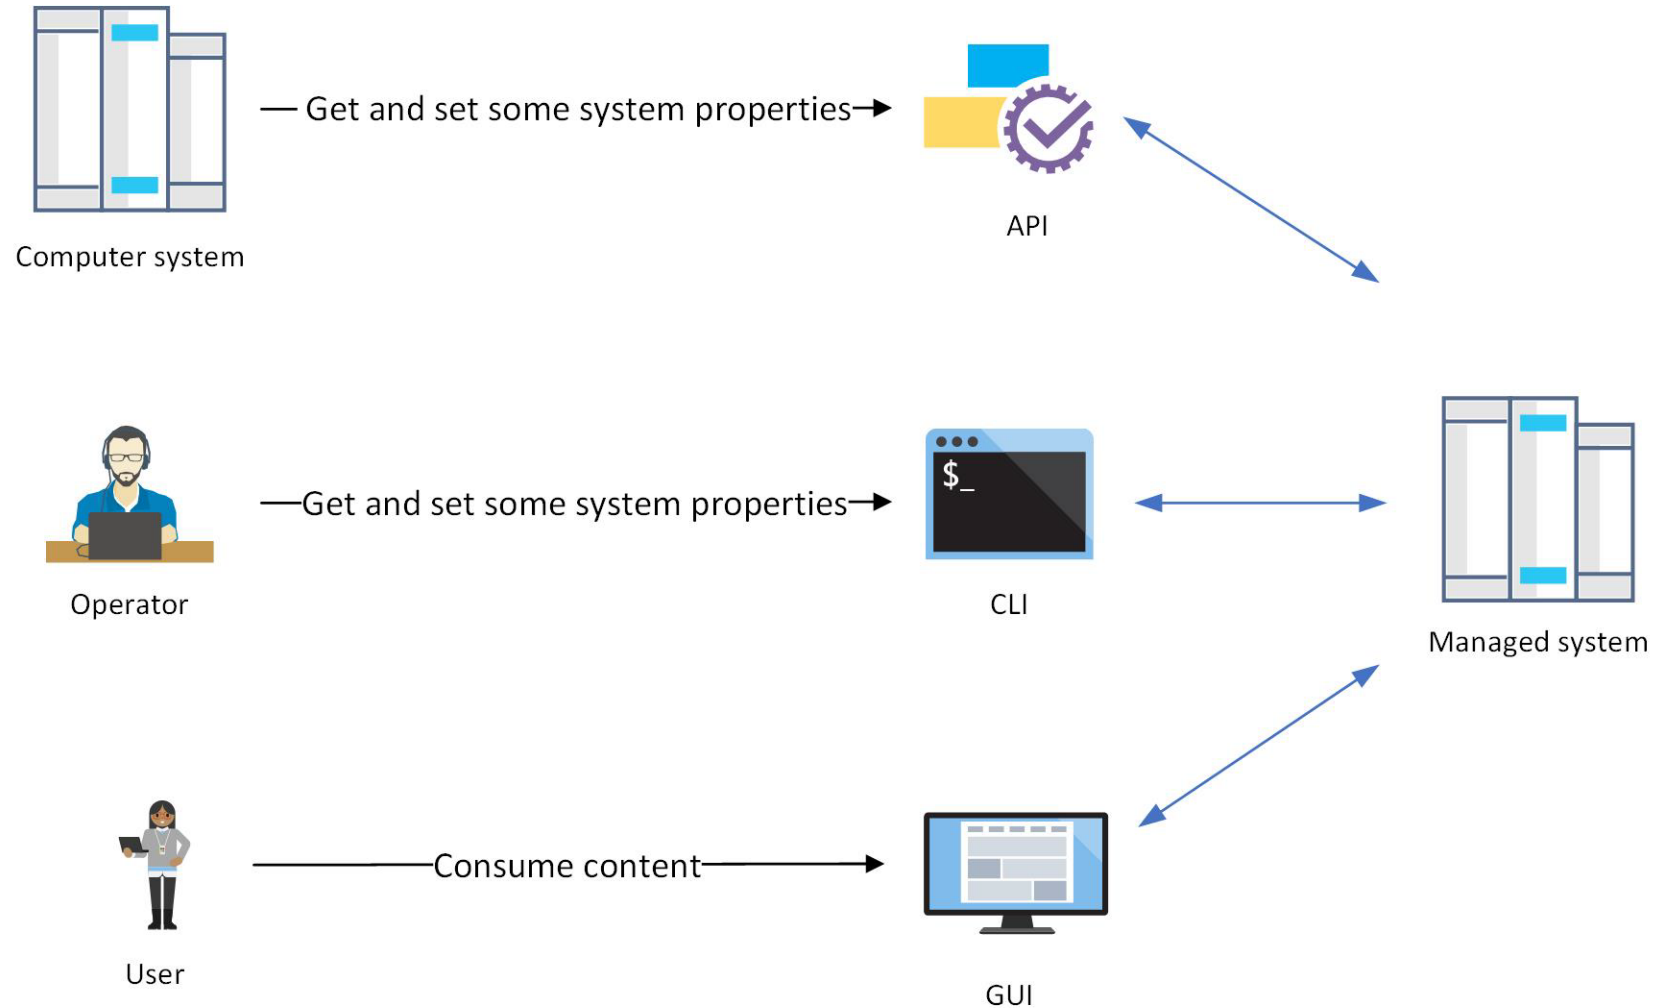 Get and set some system properties
API
Computer system
Get and set some system properties
$_
Operator
CLI
Managed system
Consume content
User
GUI